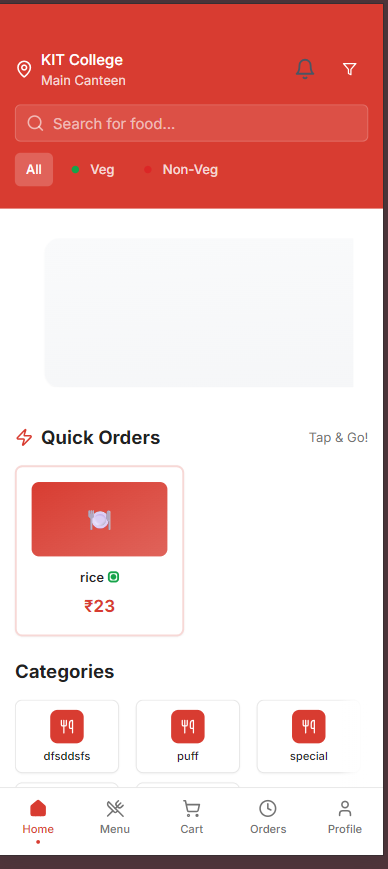 KIT College
Main Canteen
Search for food...
All Veg Non-Veg
Quick Orders Tap & Go!
rice
₹23
Categories
dfsddsfs puff special
Home Menu Cart Orders Profile